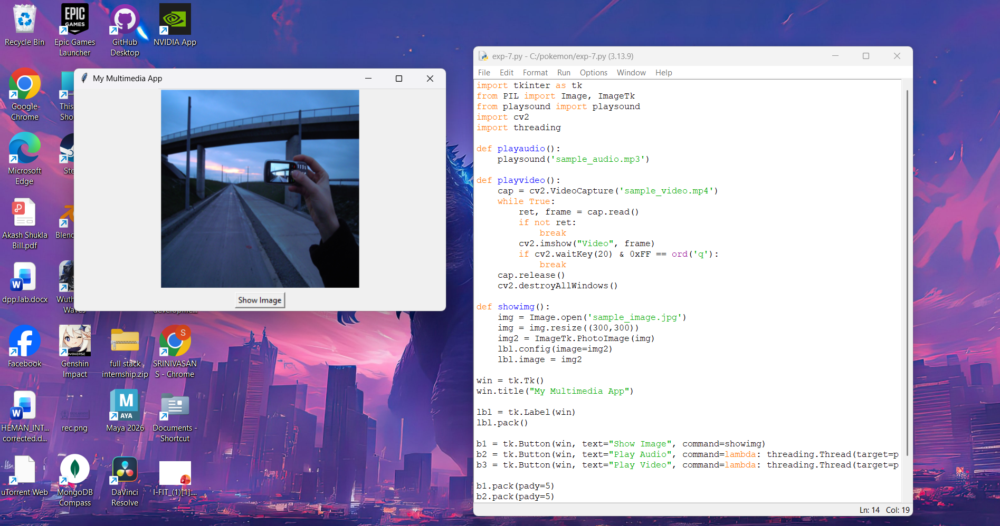 Recycle Bin
EPIC
GAMES
Epic Games
Launcher
GitHub
Desktop
NVIDIA App
Google
Chrome
This
Sho
Microsoft
Edge
Ste
Akash Shukla
Bill.pdf
Blenc
W
dpp.lab.docx
Wuth
Waves
Facebook
Genshin
Impact
full stack
internship.zip
S
SRINIVASAN
S - Chrome
W
HEMAN_INT...
corrected.d...
rec.png
M
AYA
Maya 2026
Documents -
Shortcut
uTorrent Web
MongoDB
Compass
DaVinci
Resolve
I-FIT_(1)[1]....
My Multimedia App
Show Image
exp-7.py - C:/pokemon/exp-7.py (3.13.9)
File Edit Format Run Options Window Help
import tkinter as tk
from PIL import Image, ImageTk
from playsound import playsound
import cv2
import threading
def playaudio():
    playsound('sample_audio.mp3')
def playvideo():
    cap = cv2.VideoCapture('sample_video.mp4')
    while True:
        ret, frame = cap.read()
        if not ret:
            break
        cv2.imshow("Video", frame)
        if cv2.waitKey(20) & 0xFF == ord('q'):
            break
    cap.release()
    cv2.destroyAllWindows()
def showimg():
    img = Image.open('sample_image.jpg')
    img = img.resize((300,300))
    img2 = ImageTk.PhotoImage(img)
    lbl.config(image=img2)
    lbl.image = img2
win = tk.Tk()
win.title("My Multimedia App")
lbl = tk.Label(win)
lbl.pack()
b1 = tk.Button(win, text="Show Image", command=showimg)
b2 = tk.Button(win, text="Play Audio", command=lambda: threading.Thread(target=p
b3 = tk.Button(win, text="Play Video", command=lambda: threading.Thread(target=p
b1.pack(pady=5)
b2.pack(pady=5)
Ln: 14 Col: 19